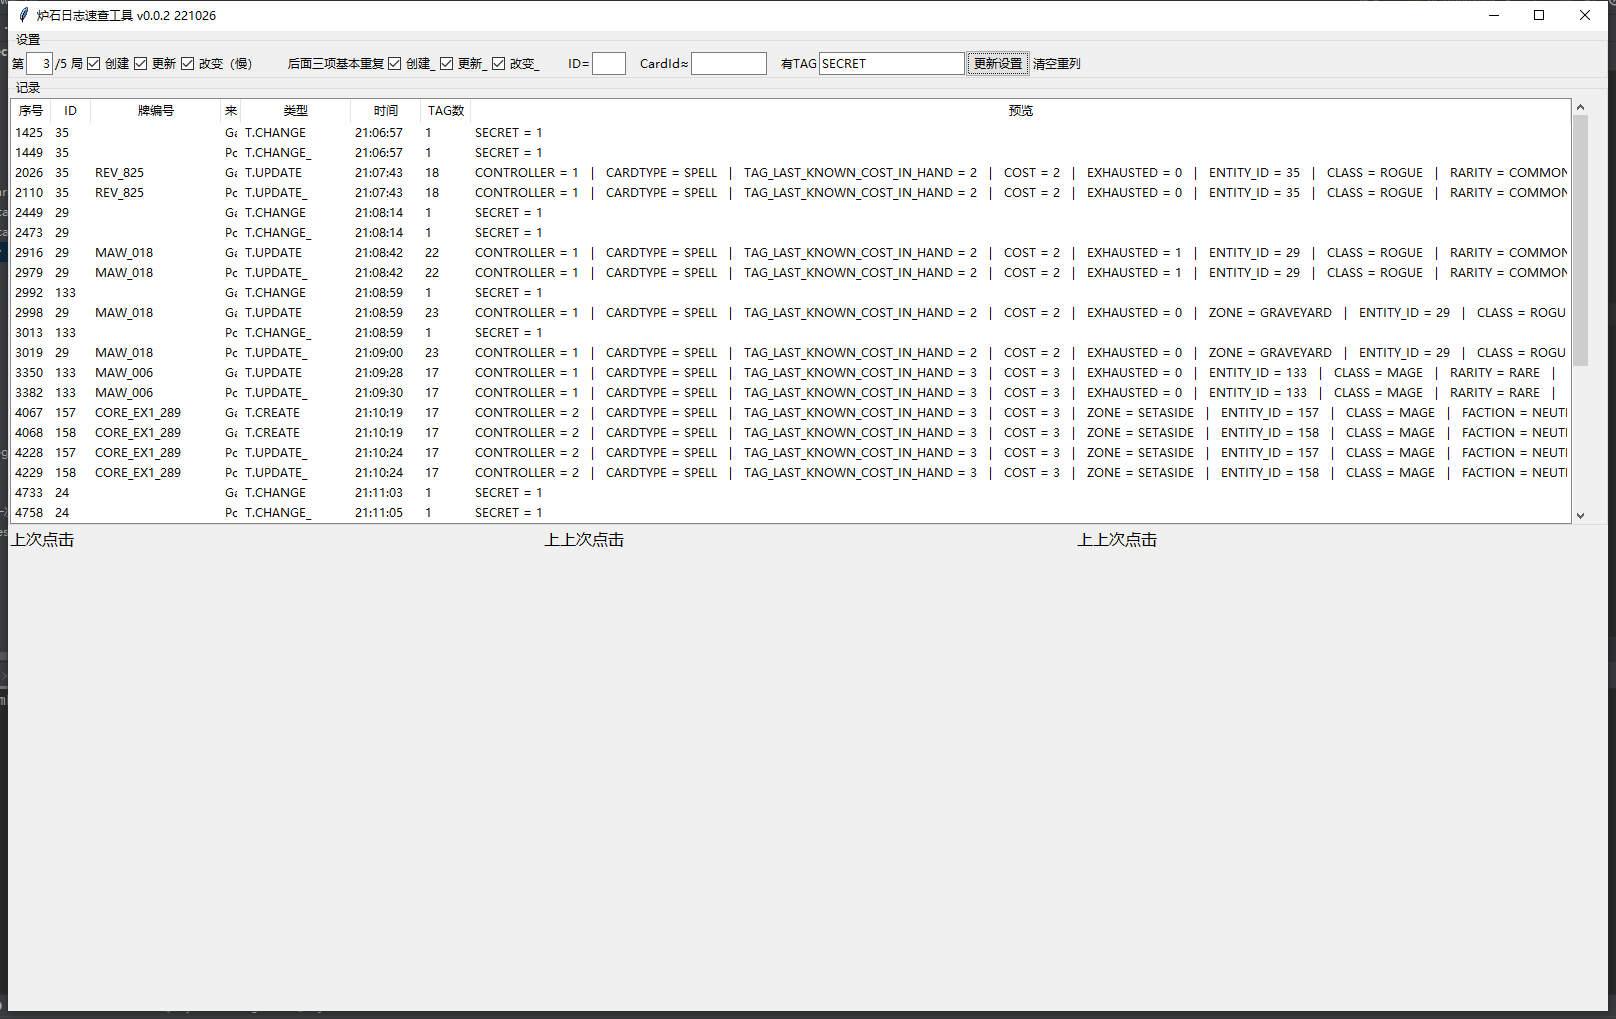 炉石日志速查工具 v0.0.2 221026
设置
第 3 /5 局 创建 更新 改变（慢） 后面三项基本重复 创建_ 更新_ 改变_ ID= CardId≈ 有TAG SECRET 更新设置 清空重列
记录
序号 ID 牌编号 来 类型 时间 TAG数 预览
1425 35 Ga T.CHANGE 21:06:57 1 SECRET = 1
1449 35 Pc T.CHANGE_ 21:06:57 1 SECRET = 1
2026 35 REV_825 Ga T.UPDATE 21:07:43 18 CONTROLLER = 1 | CARDTYPE = SPELL | TAG_LAST_KNOWN_COST_IN_HAND = 2 | COST = 2 | EXHAUSTED = 0 | ENTITY_ID = 35 | CLASS = ROGUE | RARITY = COMMON
2110 35 REV_825 Pc T.UPDATE_ 21:07:43 18 CONTROLLER = 1 | CARDTYPE = SPELL | TAG_LAST_KNOWN_COST_IN_HAND = 2 | COST = 2 | EXHAUSTED = 0 | ENTITY_ID = 35 | CLASS = ROGUE | RARITY = COMMON
2449 29 Ga T.CHANGE 21:08:14 1 SECRET = 1
2473 29 Pc T.CHANGE_ 21:08:14 1 SECRET = 1
2916 29 MAW_018 Ga T.UPDATE 21:08:42 22 CONTROLLER = 1 | CARDTYPE = SPELL | TAG_LAST_KNOWN_COST_IN_HAND = 2 | COST = 2 | EXHAUSTED = 1 | ENTITY_ID = 29 | CLASS = ROGUE | RARITY = COMMON
2979 29 MAW_018 Pc T.UPDATE_ 21:08:42 22 CONTROLLER = 1 | CARDTYPE = SPELL | TAG_LAST_KNOWN_COST_IN_HAND = 2 | COST = 2 | EXHAUSTED = 1 | ENTITY_ID = 29 | CLASS = ROGUE | RARITY = COMMON
2992 133 Ga T.CHANGE 21:08:59 1 SECRET = 1
2998 29 MAW_018 Ga T.UPDATE 21:08:59 23 CONTROLLER = 1 | CARDTYPE = SPELL | TAG_LAST_KNOWN_COST_IN_HAND = 2 | COST = 2 | EXHAUSTED = 0 | ZONE = GRAVEYARD | ENTITY_ID = 29 | CLASS = ROGU
3013 133 Pc T.CHANGE_ 21:08:59 1 SECRET = 1
3019 29 MAW_018 Pc T.UPDATE_ 21:09:00 23 CONTROLLER = 1 | CARDTYPE = SPELL | TAG_LAST_KNOWN_COST_IN_HAND = 2 | COST = 2 | EXHAUSTED = 0 | ZONE = GRAVEYARD | ENTITY_ID = 29 | CLASS = ROGU
3350 133 MAW_006 Ga T.UPDATE 21:09:28 17 CONTROLLER = 1 | CARDTYPE = SPELL | TAG_LAST_KNOWN_COST_IN_HAND = 3 | COST = 3 | EXHAUSTED = 0 | ENTITY_ID = 133 | CLASS = MAGE | RARITY = RARE |
3382 133 MAW_006 Pc T.UPDATE_ 21:09:30 17 CONTROLLER = 1 | CARDTYPE = SPELL | TAG_LAST_KNOWN_COST_IN_HAND = 3 | COST = 3 | EXHAUSTED = 0 | ENTITY_ID = 133 | CLASS = MAGE | RARITY = RARE |
4067 157 CORE_EX1_289 Ga T.CREATE 21:10:19 17 CONTROLLER = 2 | CARDTYPE = SPELL | TAG_LAST_KNOWN_COST_IN_HAND = 3 | COST = 3 | ZONE = SETASIDE | ENTITY_ID = 157 | CLASS = MAGE | FACTION = NEUTI
4068 158 CORE_EX1_289 Ga T.CREATE 21:10:19 17 CONTROLLER = 2 | CARDTYPE = SPELL | TAG_LAST_KNOWN_COST_IN_HAND = 3 | COST = 3 | ZONE = SETASIDE | ENTITY_ID = 158 | CLASS = MAGE | FACTION = NEUTI
4228 157 CORE_EX1_289 Pc T.UPDATE_ 21:10:24 17 CONTROLLER = 2 | CARDTYPE = SPELL | TAG_LAST_KNOWN_COST_IN_HAND = 3 | COST = 3 | ZONE = SETASIDE | ENTITY_ID = 157 | CLASS = MAGE | FACTION = NEUTI
4229 158 CORE_EX1_289 Pc T.UPDATE_ 21:10:24 17 CONTROLLER = 2 | CARDTYPE = SPELL | TAG_LAST_KNOWN_COST_IN_HAND = 3 | COST = 3 | ZONE = SETASIDE | ENTITY_ID = 158 | CLASS = MAGE | FACTION = NEUTI
4733 24 Ga T.CHANGE 21:11:03 1 SECRET = 1
4758 24 Pc T.CHANGE_ 21:11:05 1 SECRET = 1
上次点击 上上次点击 上上次点击